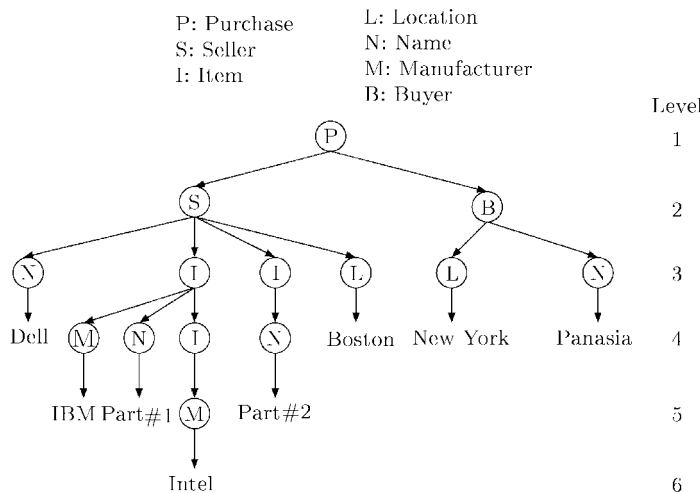 P: Purchase
S: Seller
I: Item
L: Location
N: Name
M: Manufacturer
B: Buyer
Level
P 1
S B 2
N I I L L N 3
Dell M N I N Boston New York Panasia 4
IBM Part#1 M Part#2 5
Intel 6